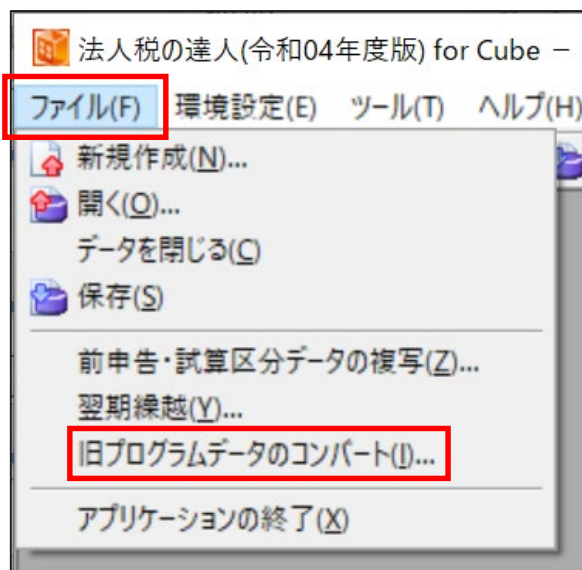 法人税の達人(令和04年度版) for Cube －
ファイル(F) 環境設定(E) ツール(T) ヘルプ(H)
新規作成(N)...
開く(O)...
データを閉じる(C)
保存(S)
前申告・試算区分データの複写(Z)...
翌期繰越(Y)...
旧プログラムデータのコンバート(I)...
アプリケーションの終了(X)